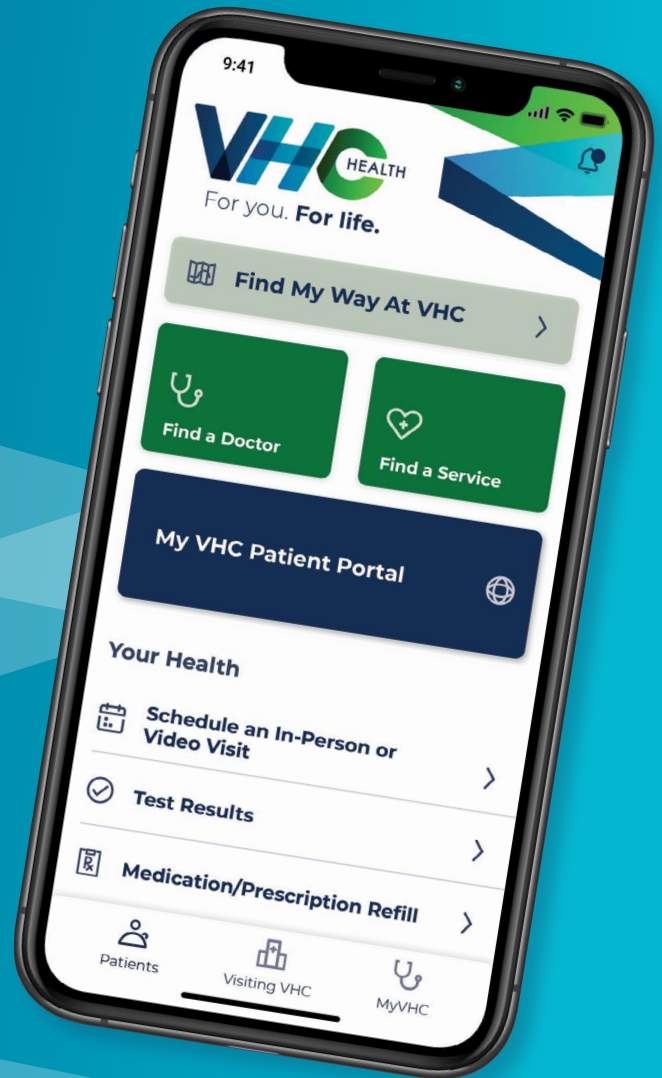 9:41
VHC
HEALTH
For you. For life.
Find My Way At VHC
Find a Doctor
Find a Service
My VHC Patient Portal
Your Health
Schedule an In-Person or
Video Visit
Test Results
Rx
Medication/Prescription Refill
Patients
Visiting VHC
MyVHC